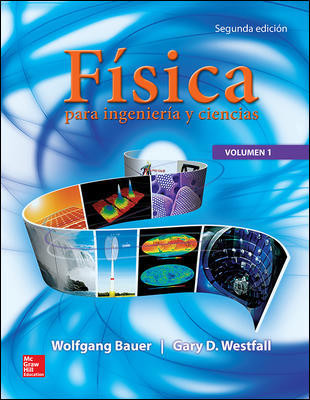 Segunda edición
Física
para ingeniería y ciencias
VOLUMEN 1
Wolfgang Bauer | Gary D. Westfall
Mc
Graw
Hill
Education